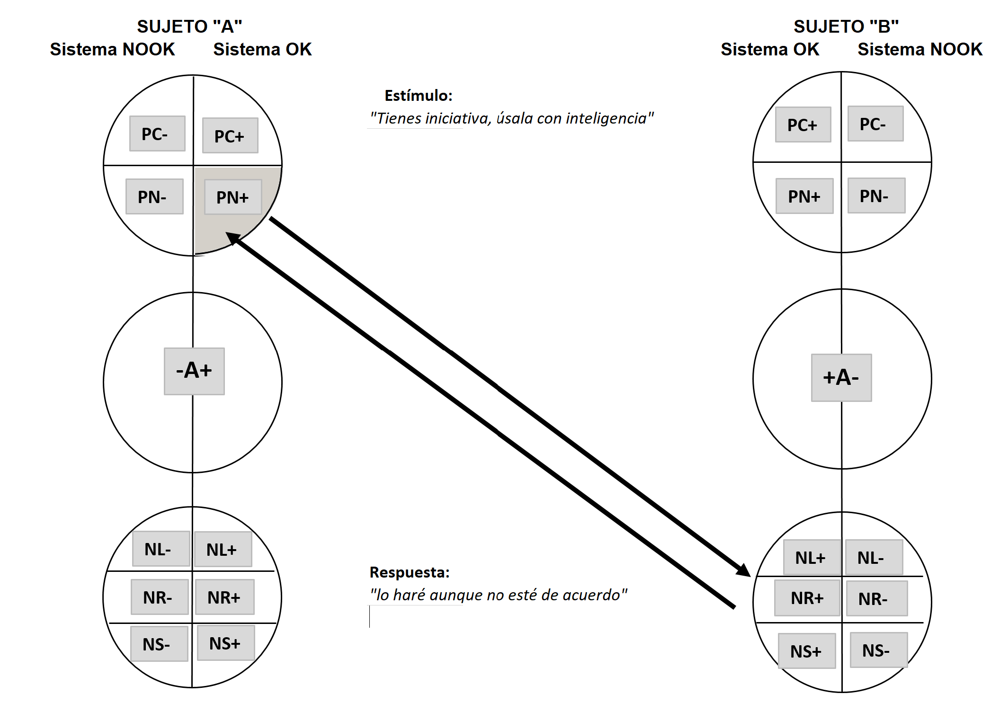 SUJETO "A"
Sistema NOOK Sistema OK
SUJETO "B"
Sistema OK Sistema NOOK
Estímulo:
"Tienes iniciativa, úsala con inteligencia"
PC- PC+
PN- PN+
PC+ PC-
PN+ PN-
-A+
+A-
NL- NL+
NR- NR+
NS- NS+
Respuesta:
"lo haré aunque no esté de acuerdo"
NL+ NL-
NR+ NR-
NS+ NS-